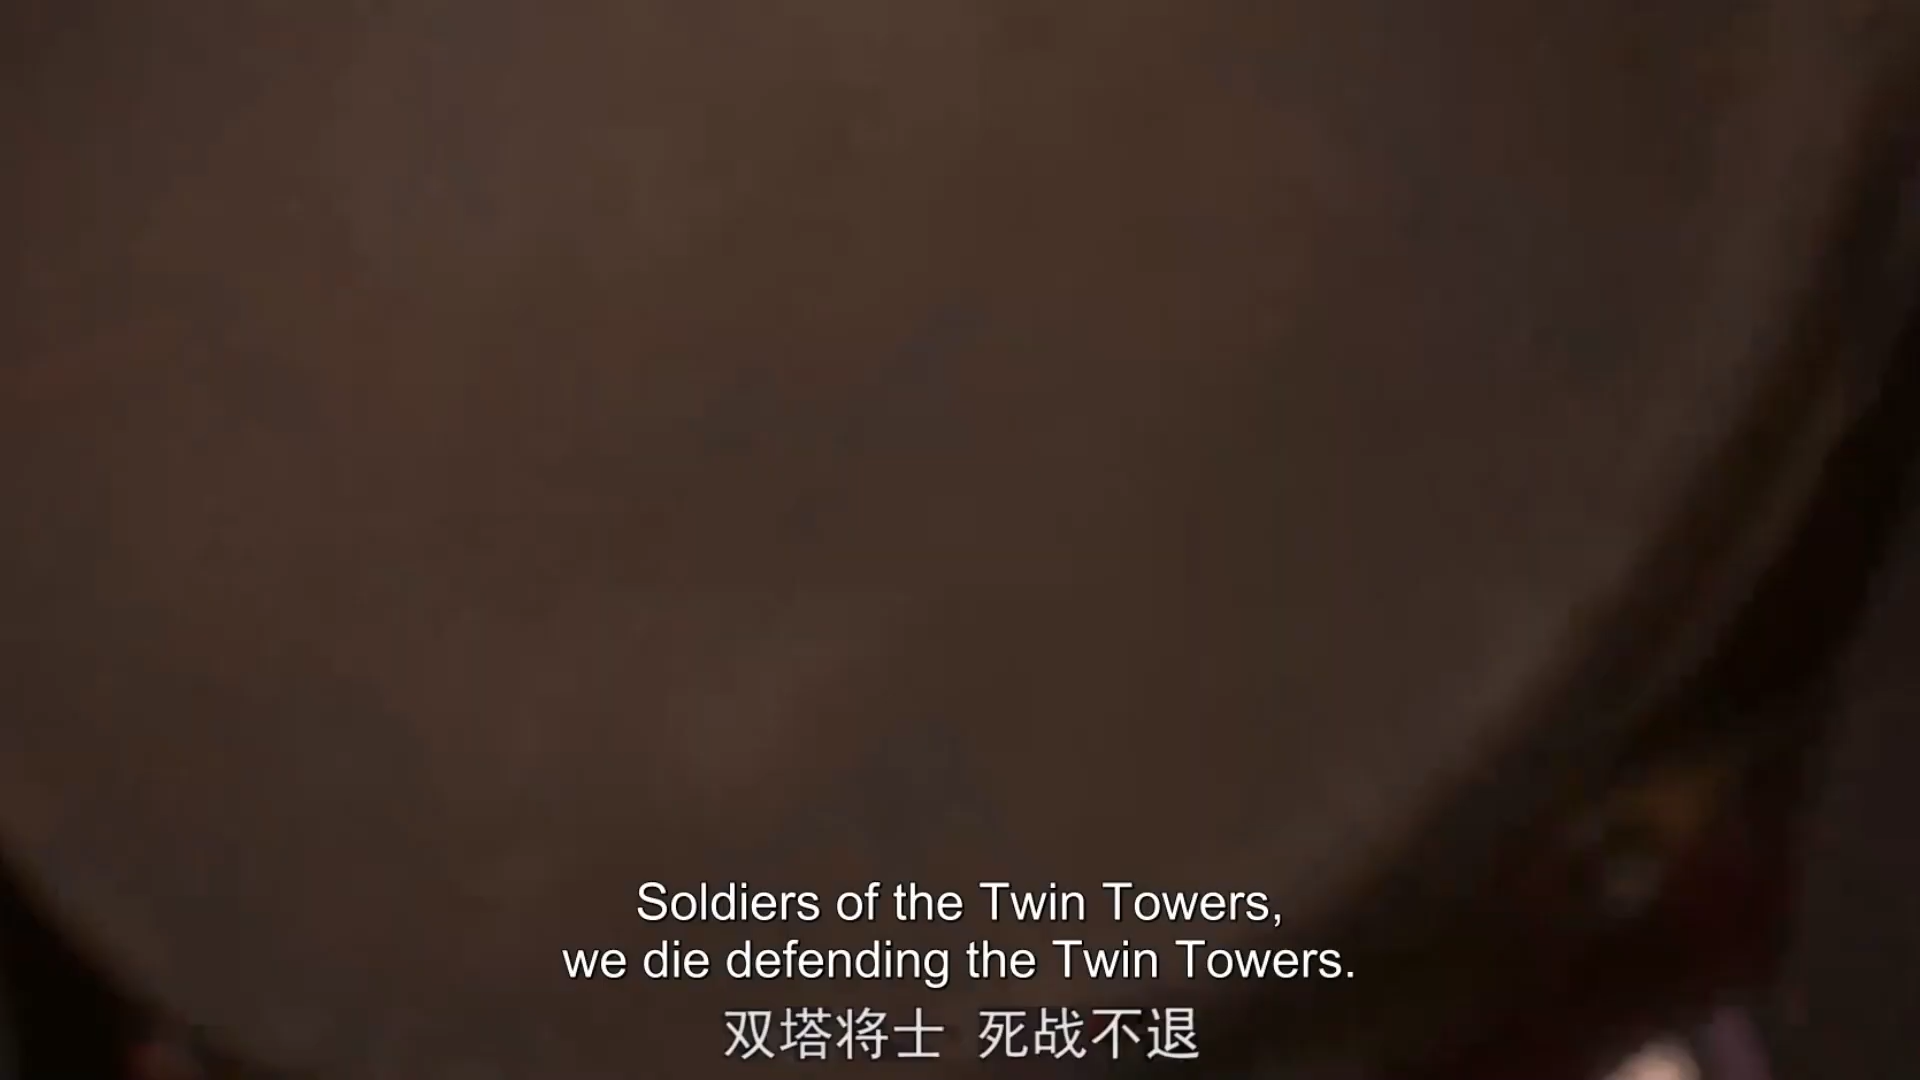 Soldiers of the Twin Towers,
we die defending the Twin Towers.
双塔将士 死战不退